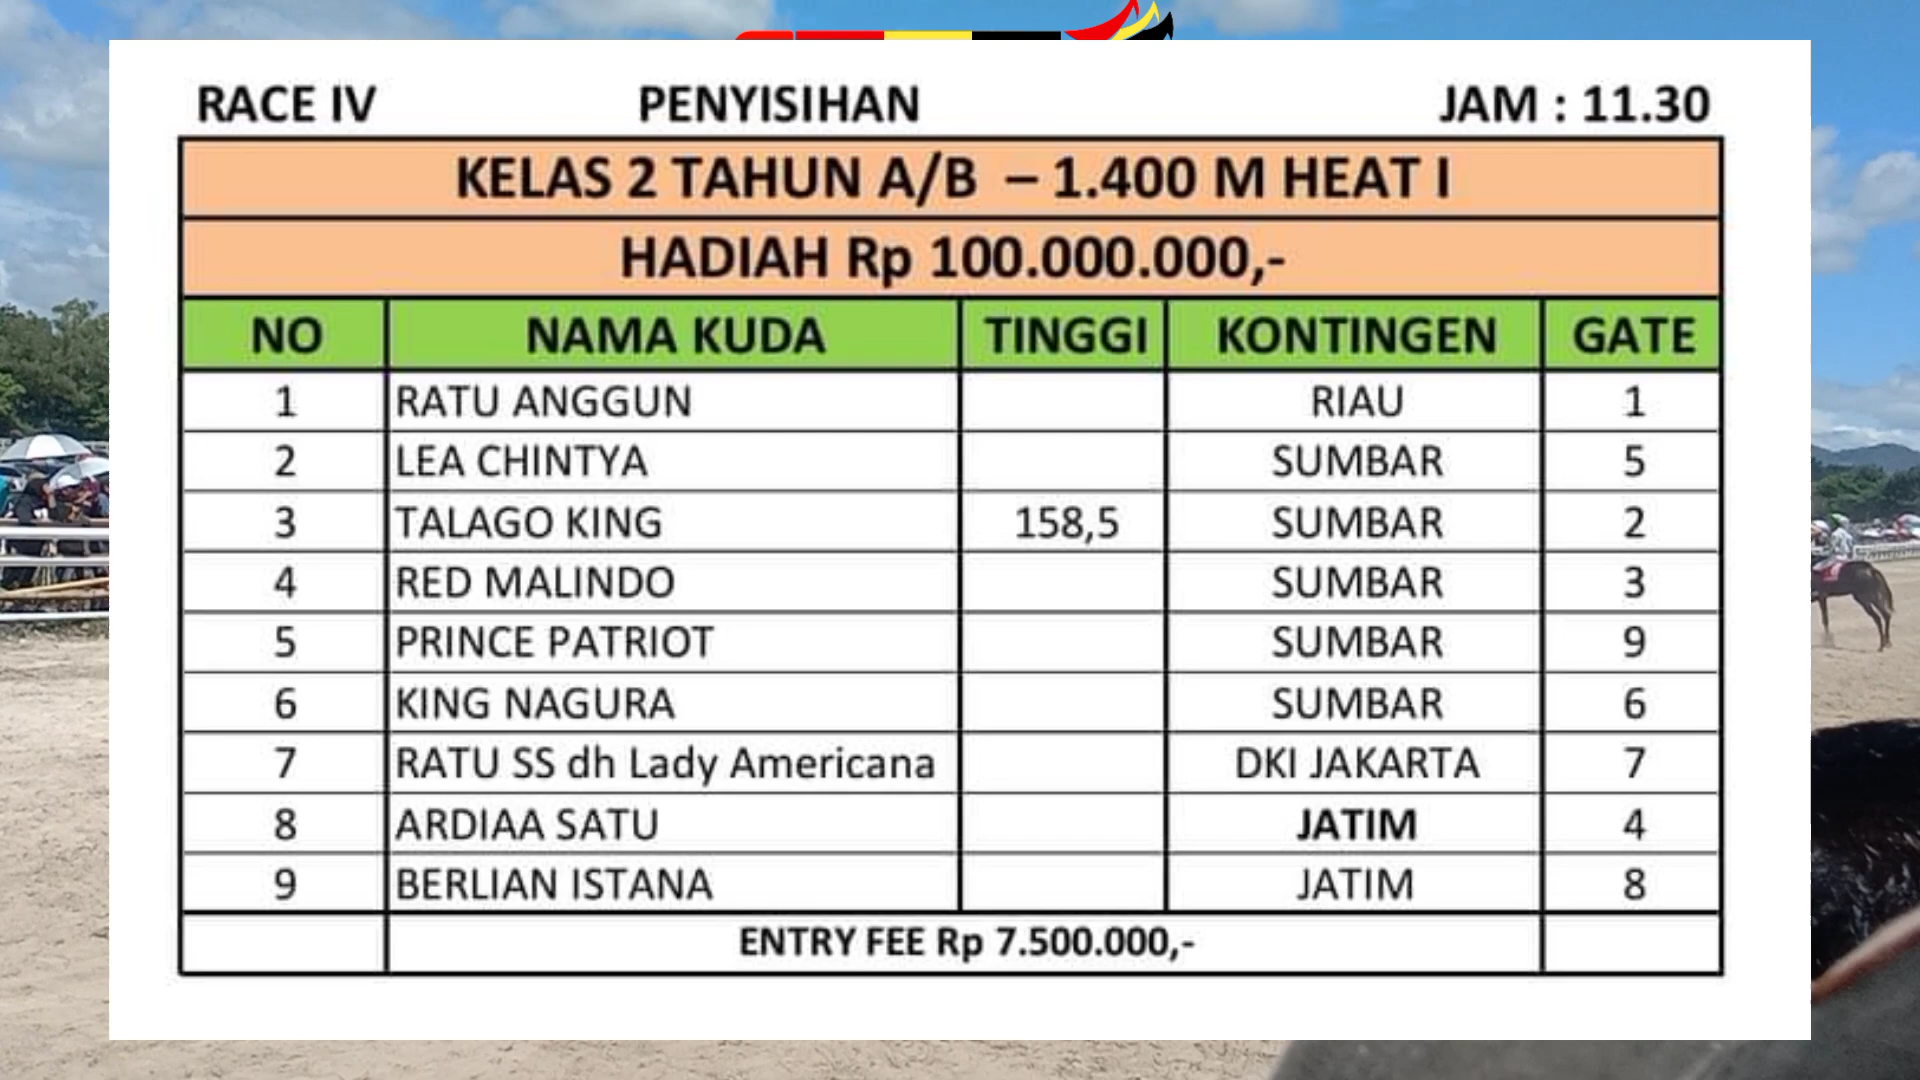 RACE IV PENYISIHAN JAM : 11.30
KELAS 2 TAHUN A/B – 1.400 M HEAT I
HADIAH Rp 100.000.000,-
NO NAMA KUDA TINGGI KONTINGEN GATE
1 RATU ANGGUN RIAU 1
2 LEA CHINTYA SUMBAR 5
3 TALAGO KING 158,5 SUMBAR 2
4 RED MALINDO SUMBAR 3
5 PRINCE PATRIOT SUMBAR 9
6 KING NAGURA SUMBAR 6
7 RATU SS dh Lady Americana DKI JAKARTA 7
8 ARDIAA SATU JATIM 4
9 BERLIAN ISTANA JATIM 8
ENTRY FEE Rp 7.500.000,-